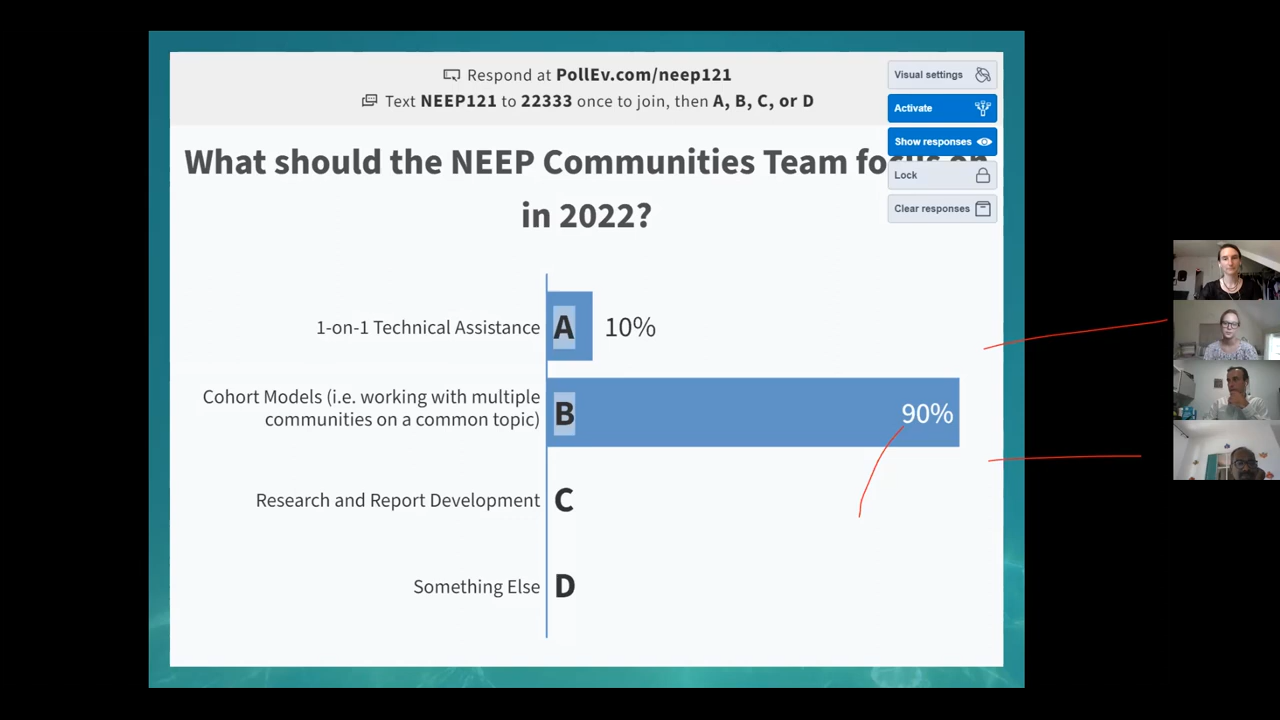 Respond at PollEv.com/neep121
Text NEEP121 to 22333 once to join, then A, B, C, or D
Visual settings
Activate
Show responses
Lock
Clear responses
What should the NEEP Communities Team focus on
in 2022?
1-on-1 Technical Assistance A 10%
Cohort Models (i.e. working with multiple
communities on a common topic) B 90%
Research and Report Development C
Something Else D